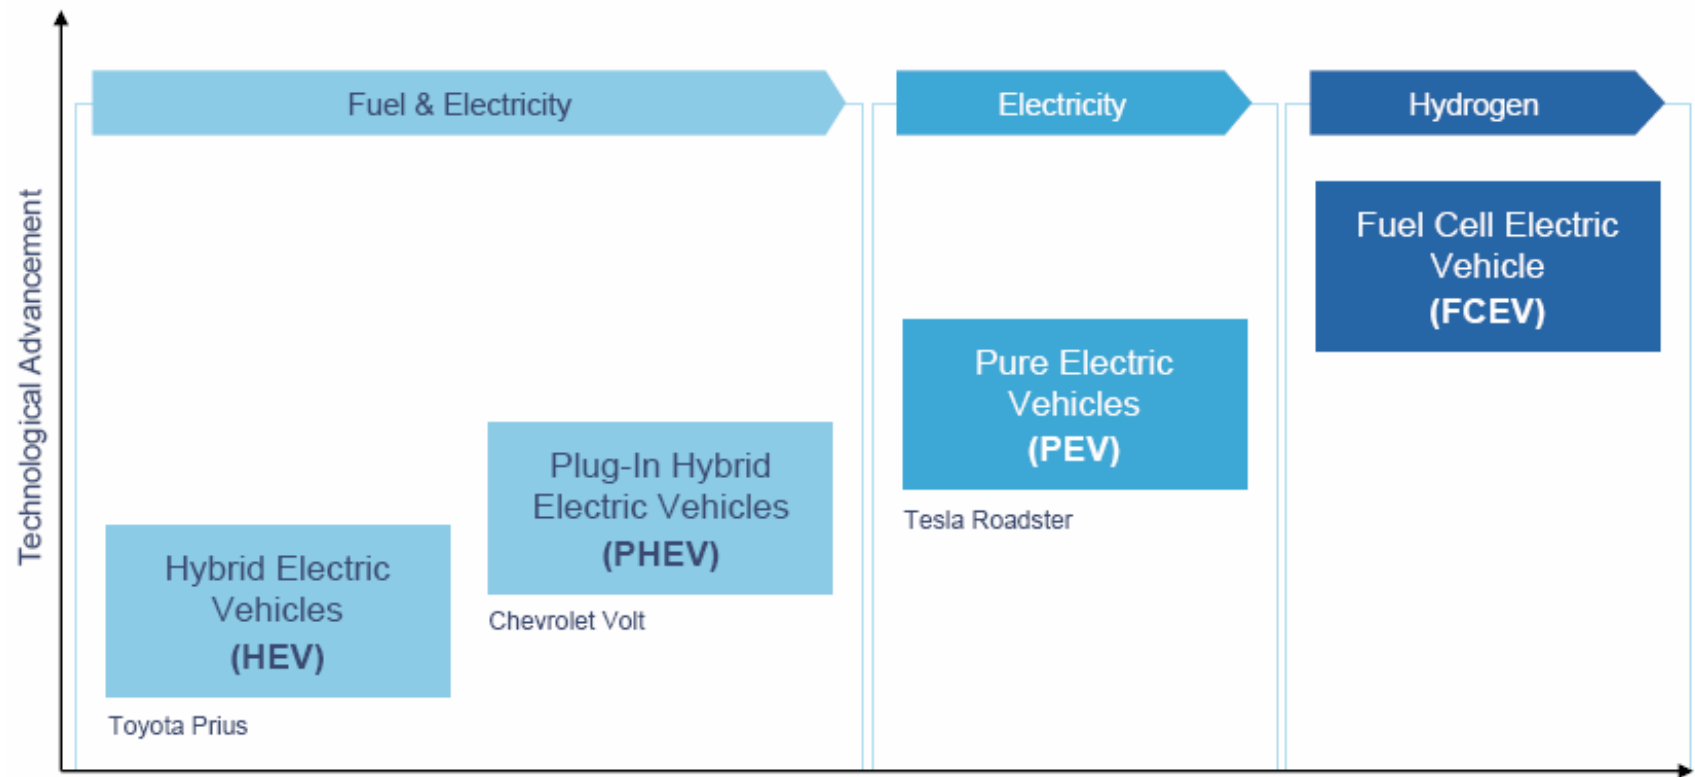 Technological Advancement
Fuel & Electricity
Hybrid Electric
Vehicles
(HEV)
Toyota Prius
Plug-In Hybrid
Electric Vehicles
(PHEV)
Chevrolet Volt
Electricity
Pure Electric
Vehicles
(PEV)
Tesla Roadster
Hydrogen
Fuel Cell Electric
Vehicle
(FCEV)